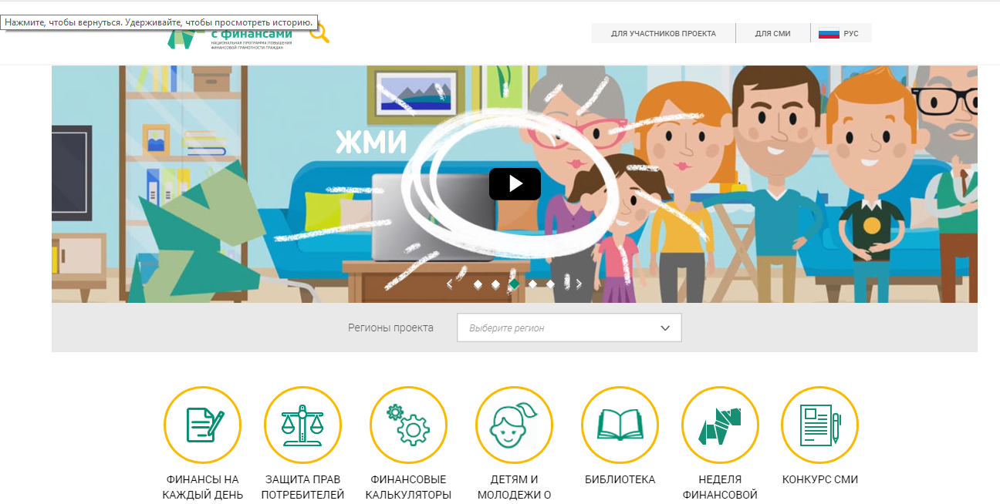 Нажмите, чтобы вернуться. Удерживайте, чтобы просмотреть историю.
с финансами
НАЦИОНАЛЬНАЯ ПРОГРАММА ПОВЫШЕНИЯ
ФИНАНСОВОЙ ГРАМОТНОСТИ ГРАЖДАН
ДЛЯ УЧАСТНИКОВ ПРОЕКТА
ДЛЯ СМИ
РУС
ЖМИ
Регионы проекта
Выберите регион
ФИНАНСЫ НА
КАЖДЫЙ ДЕНЬ
ЗАЩИТА ПРАВ
ПОТРЕБИТЕЛЕЙ
ФИНАНСОВЫЕ
КАЛЬКУЛЯТОРЫ
ДЕТЯМ И
МОЛОДЕЖИ О
БИБЛИОТЕКА
НЕДЕЛЯ
ФИНАНСОВОЙ
КОНКУРС СМИ